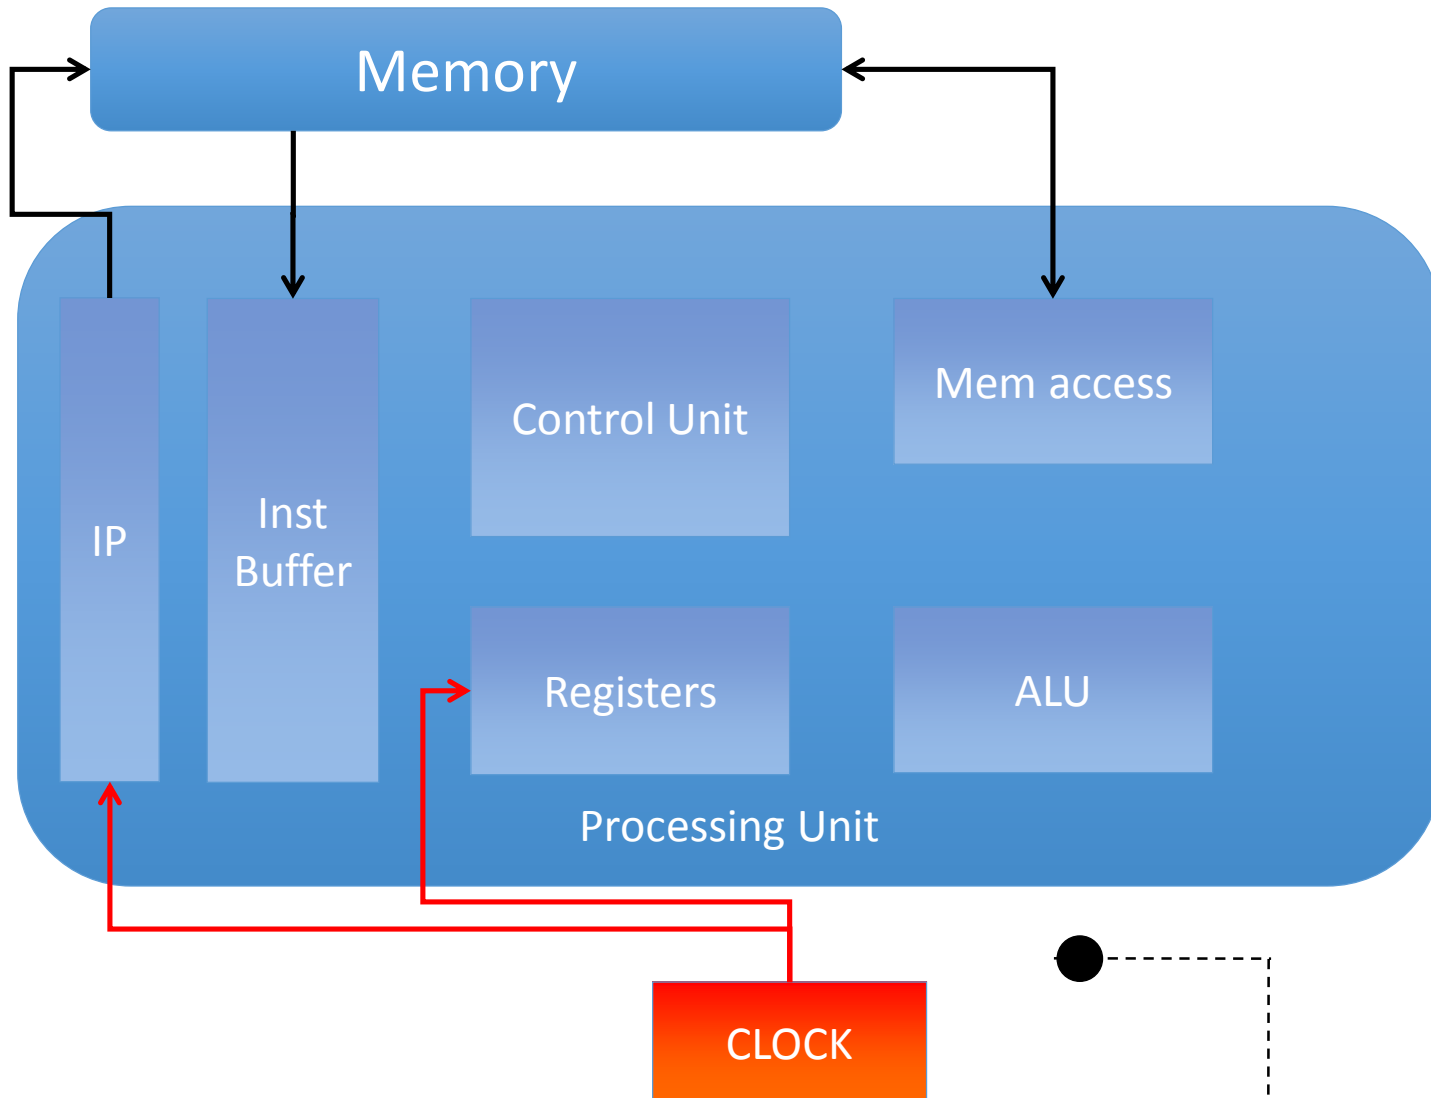 Memory
IP
Inst
Buffer
Control Unit
Mem access
Registers
ALU
Processing Unit
CLOCK